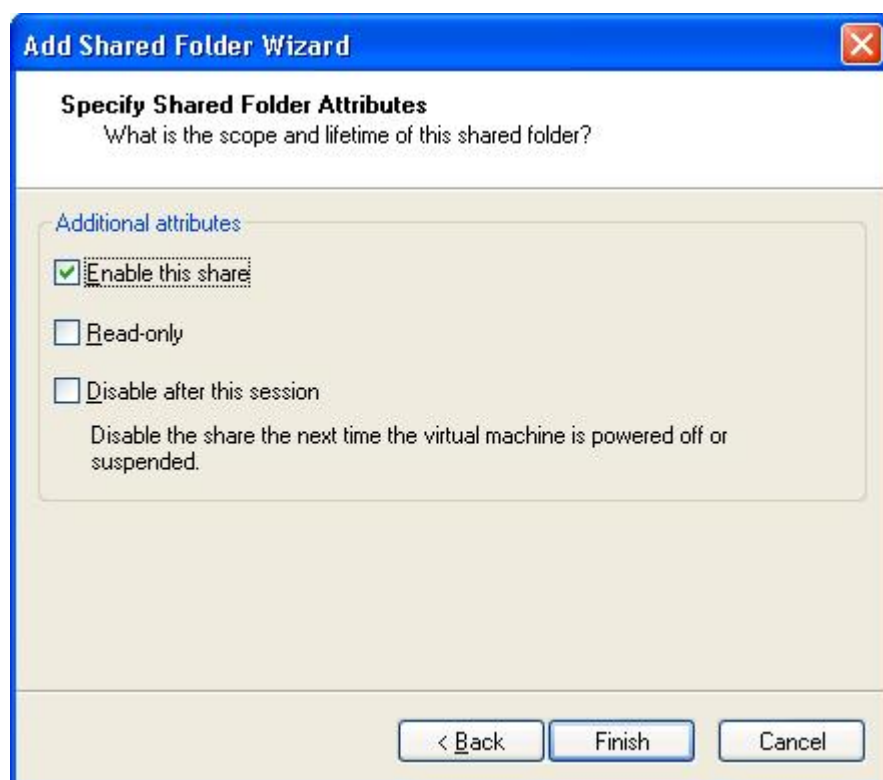 Add Shared Folder Wizard
Specify Shared Folder Attributes
What is the scope and lifetime of this shared folder?
Additional attributes
Enable this share
Read-only
Disable after this session
Disable the share the next time the virtual machine is powered off or
suspended.
< Back Finish Cancel